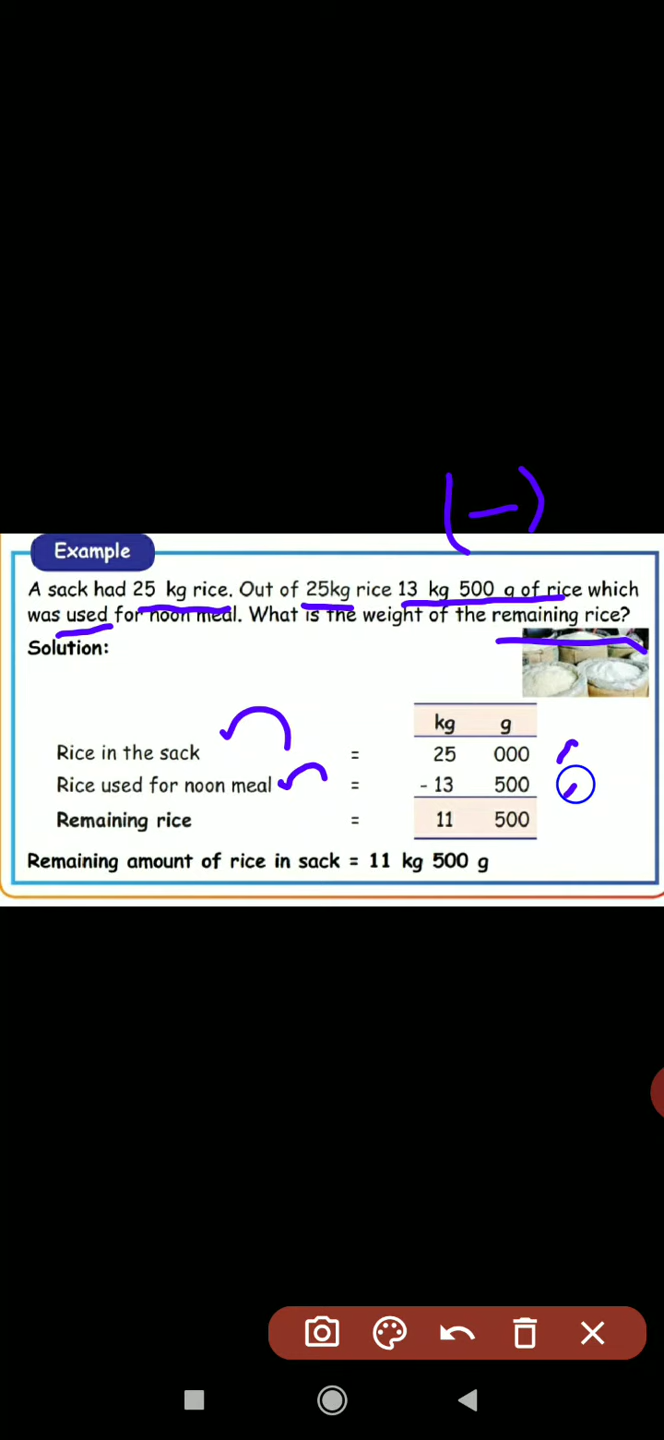 (-)
Example
A sack had 25 kg rice. Out of 25kg rice 13 kg 500 g of rice which
was used for noon meal. What is the weight of the remaining rice?
Solution:
kg g
Rice in the sack = 25 000
Rice used for noon meal = - 13 500
Remaining rice = 11 500
Remaining amount of rice in sack = 11 kg 500 g